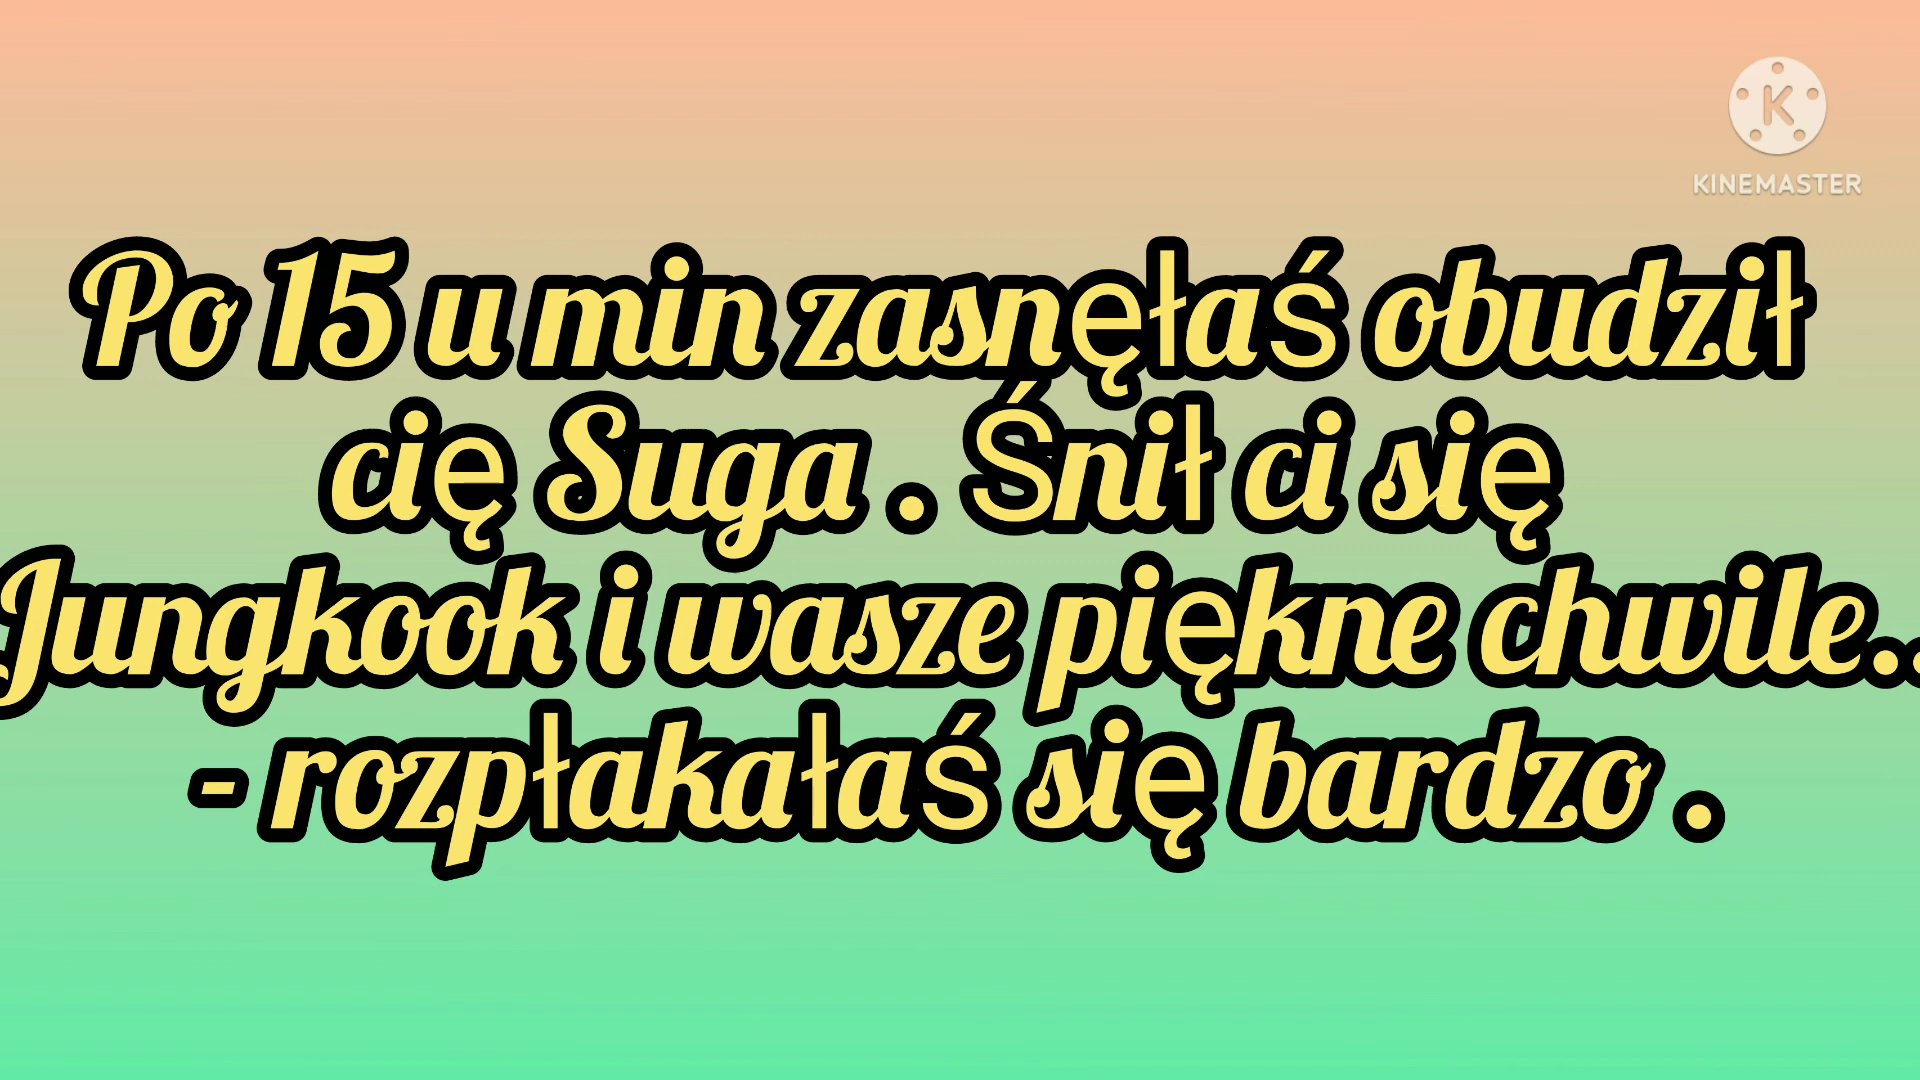 KINEMASTER
Po 15 u min zasnęłaś obudził
cię Suga . Śnił ci się
Jungkook i wasze piękne chwile..
- rozpłakałaś się bardzo .